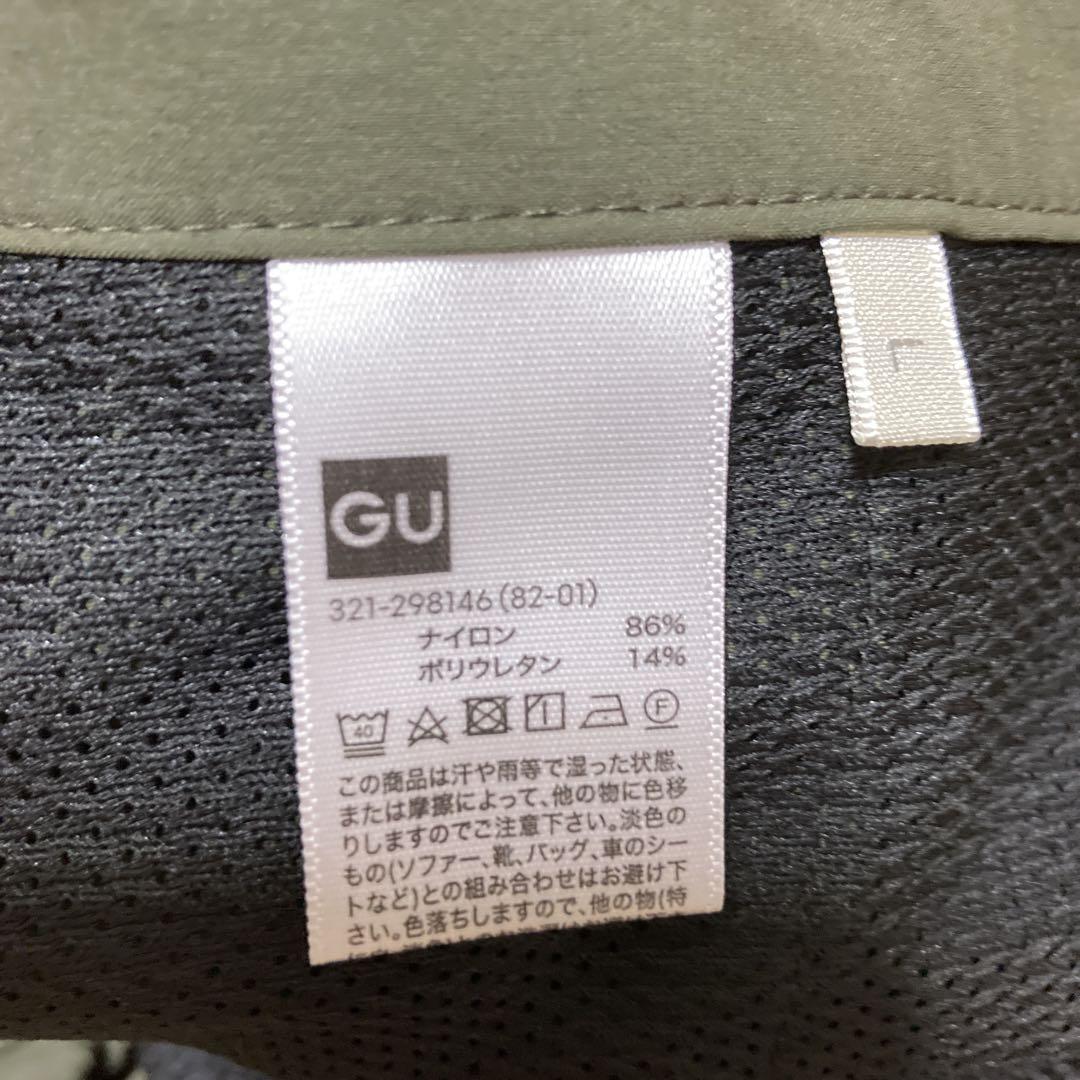 GU
321-298146(82-01)
ナイロン 86%
ポリウレタン 14%
40 F
この商品は汗や雨等で湿った状態、
または摩擦によって、他の物に色移
りしますのでご注意下さい。淡色の
もの(ソファー、靴、バッグ、車のシー
トなど)との組み合わせはお避け下
さい。色落ちしますので、他の物(特
L